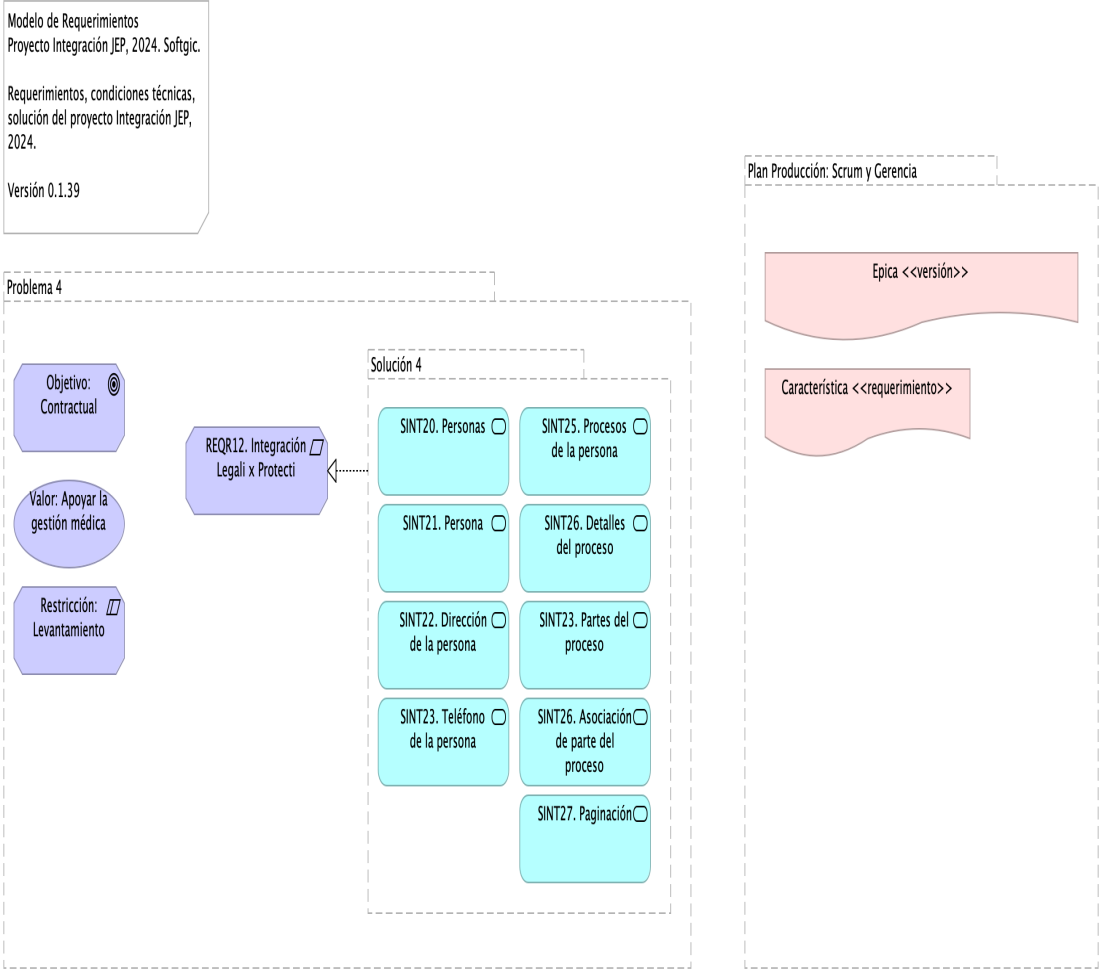 Modelo de Requerimientos
Proyecto Integración JEP, 2024. Softgic.
Requerimientos, condiciones técnicas,
solución del proyecto Integración JEP,
2024.
Versión 0.1.39
Plan Producción: Scrum y Gerencia
Epica <<versión>>
Característica <<requerimiento>>
Problema 4
Objetivo:
Contractual
Valor: Apoyar la
gestión médica
Restricción:
Levantamiento
REQR12. Integración
Legali x Protecti
Solución 4
SINT20. Personas
SINT21. Persona
SINT22. Dirección
de la persona
SINT23. Teléfono
de la persona
SINT25. Procesos
de la persona
SINT26. Detalles
del proceso
SINT23. Partes del
proceso
SINT26. Asociación
de parte del
proceso
SINT27. Paginación